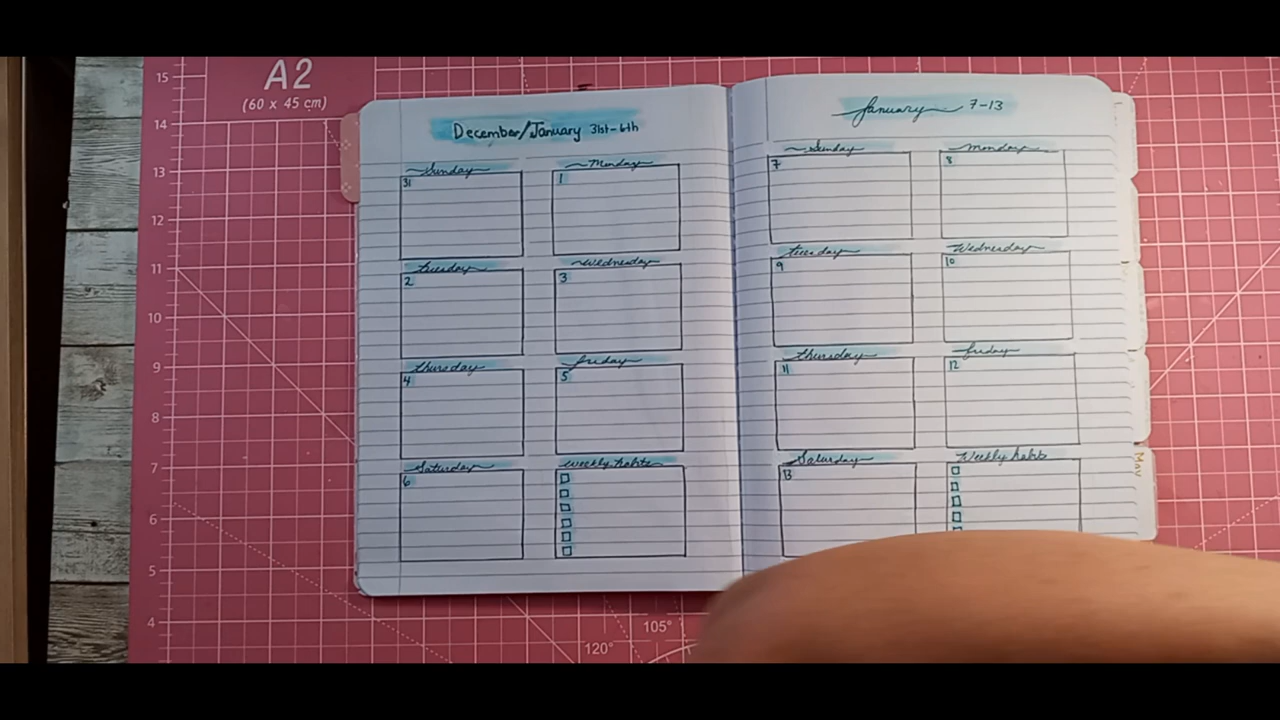 A2
(60 x 45 cm)
15
14
13
12
11
10
9
8
7
6
5
4
105°
120°
December/January 31st-6th
Sunday
31
Monday
1
Tuesday
2
Wednesday
3
Thursday
4
Friday
5
Saturday
6
Weekly habits
January 7-13
Sunday
7
Monday
8
Tuesday
9
Wednesday
10
Thursday
11
Friday
12
Saturday
13
Weekly habits
May